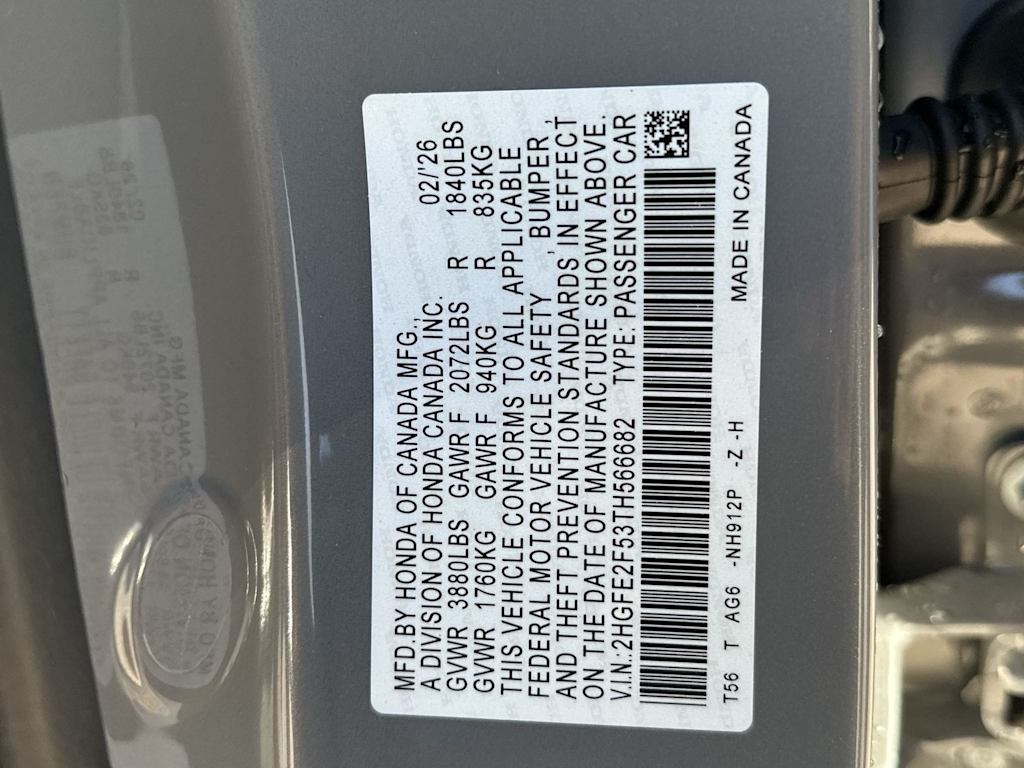 MFD.BY HONDA OF CANADA MFG., 02/'26
A DIVISION OF HONDA CANADA INC.
GVWR 3880LBS GAWR F 2072LBS R 1840LBS
GVWR 1760KG GAWR F 940KG R 835KG
THIS VEHICLE CONFORMS TO ALL APPLICABLE
FEDERAL MOTOR VEHICLE SAFETY , BUMPER ,
AND THEFT PREVENTION STANDARDS , IN EFFECT
ON THE DATE OF MANUFACTURE SHOWN ABOVE.
V.I.N.:2HGFE2F53TH566682 TYPE: PASSENGER CAR
T56 T AG6 -NH912P -Z -H MADE IN CANADA